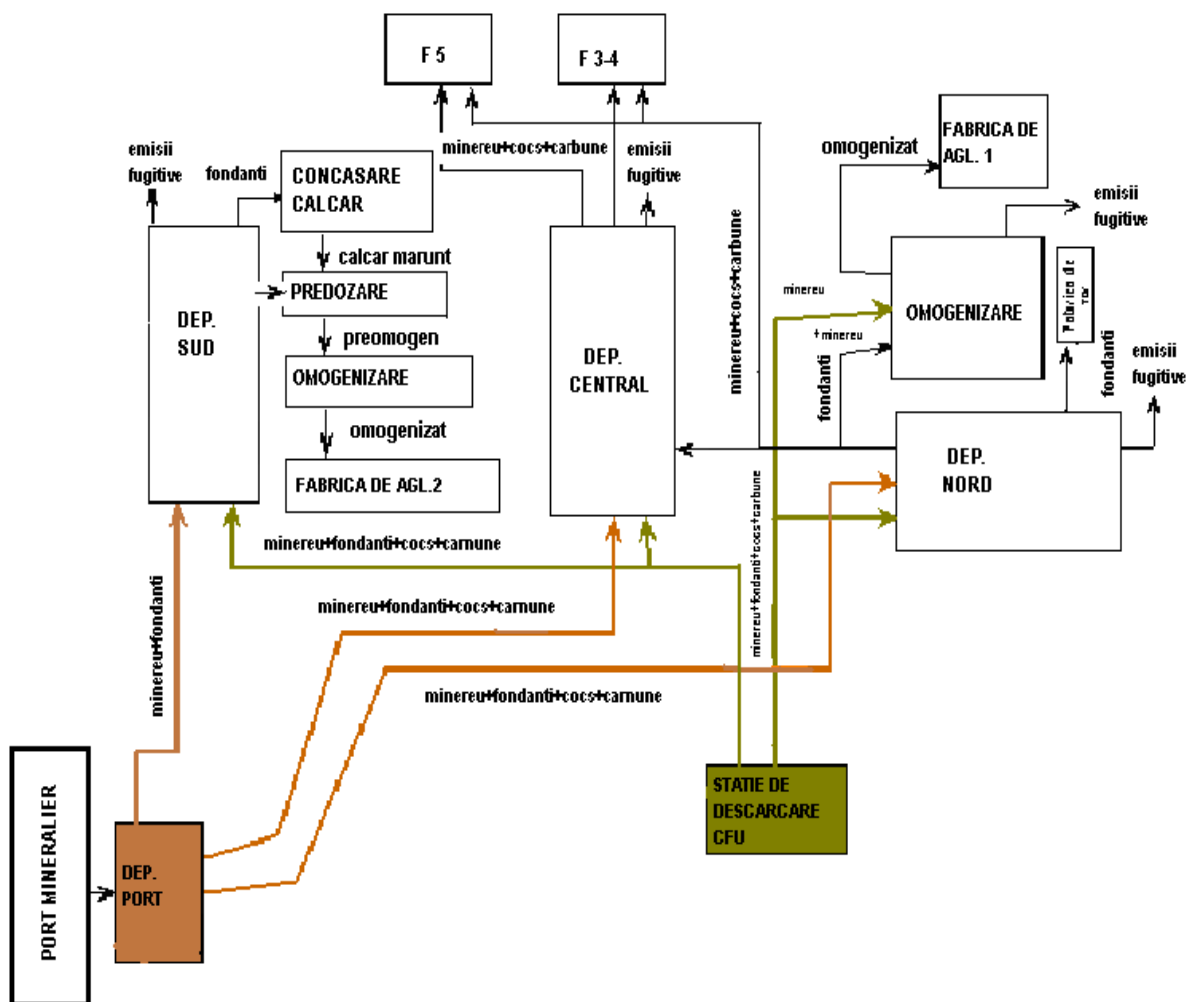 F 5
F 3-4
FABRICA DE
AGL. 1
minereu+cocs+carbune
emisii
fugitive
fondanti
CONCASARE
CALCAR
emisii
fugitive
omogenizat
emisii
fugitive
calcar marunt
PREDOZARE
DEP.
SUD
preomogen
OMOGENIZARE
omogenizat
FABRICA DE AGL.2
DEP.
CENTRAL
minereu+cocs+carbune
minereu
OMOGENIZARE
+minereu
fondanti
Fabrica de
fondanti
emisii
fugitive
DEP.
NORD
minereu+fondanti+cocs+carnune
minereu+fondanti+cocs+carbune
minereu+fondanti
minereu+fondanti+cocs+carnune
minereu+fondanti+cocs+carnune
STATIE DE
DESCARCARE
CFU
PORT MINERALIER
DEP.
PORT